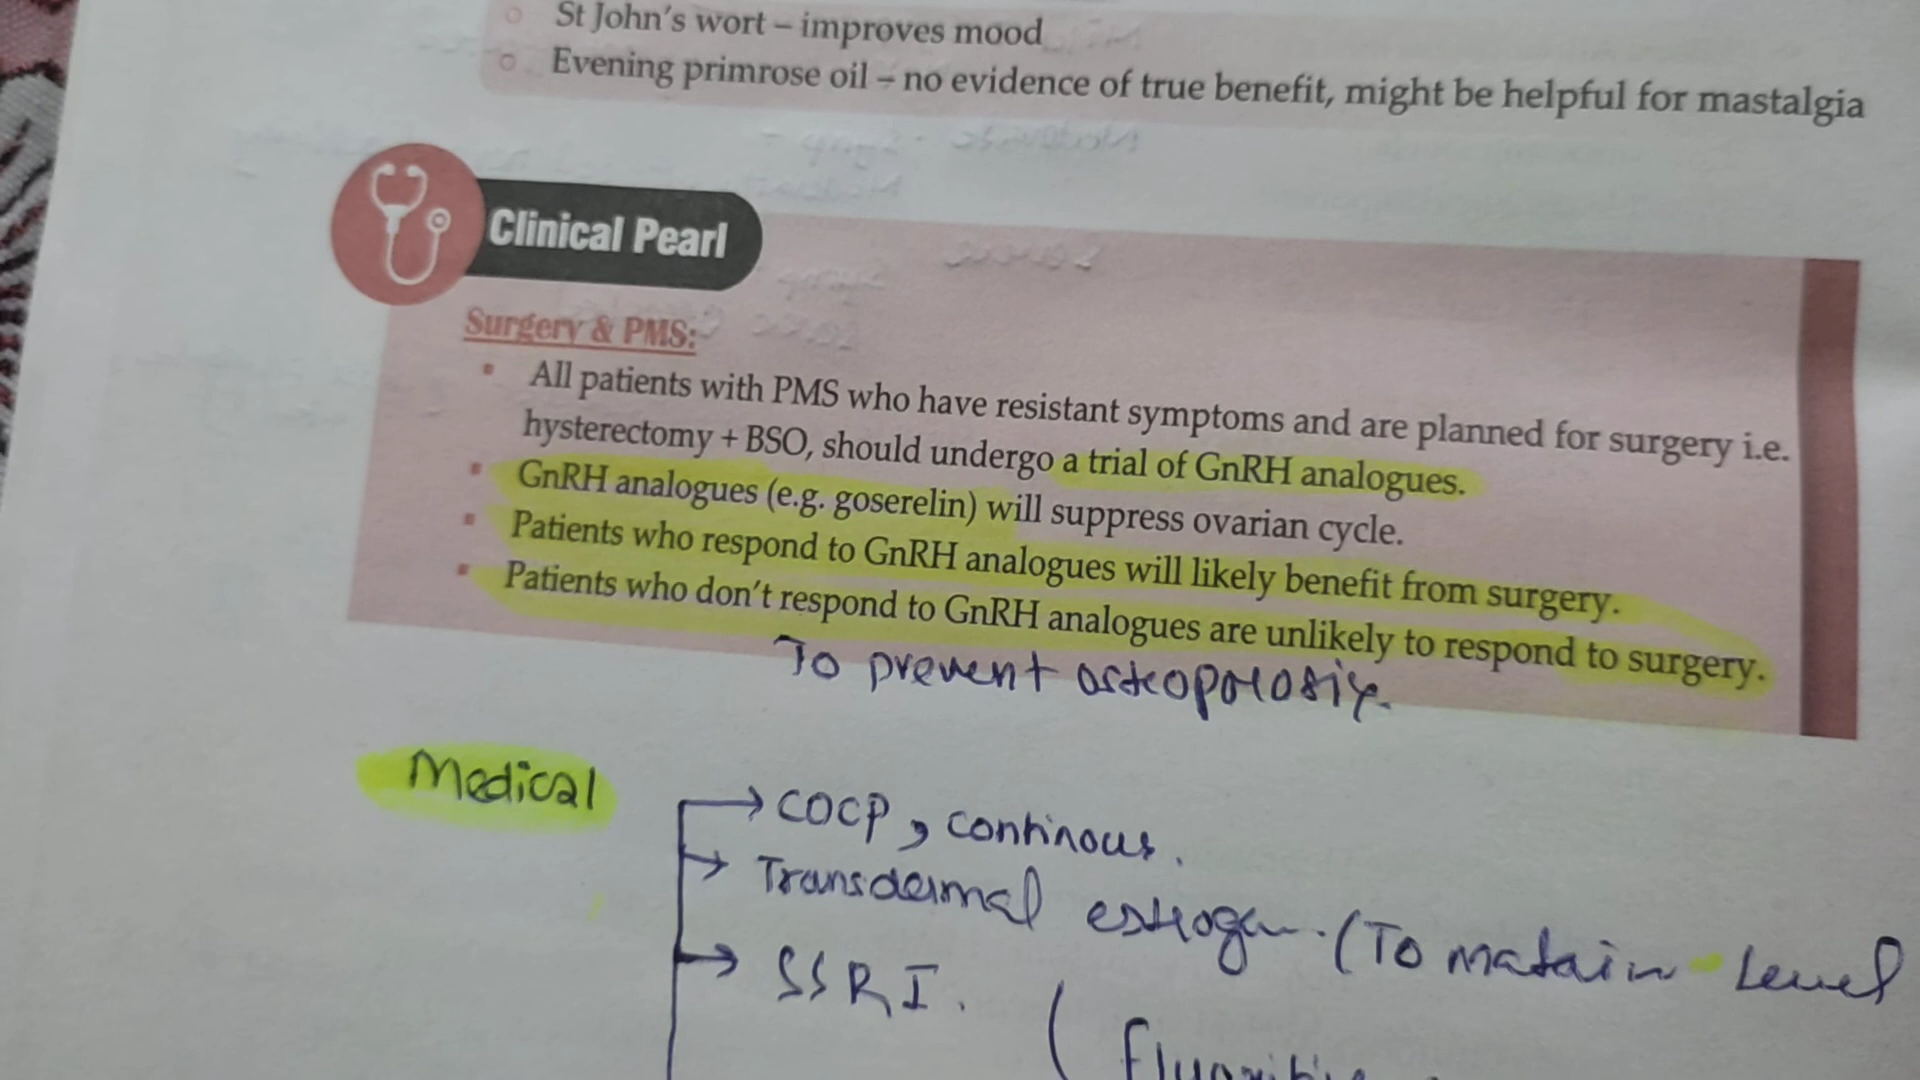 St John's wort – improves mood
Evening primrose oil – no evidence of true benefit, might be helpful for mastalgia
Clinical Pearl
Surgery & PMS:
All patients with PMS who have resistant symptoms and are planned for surgery i.e.
hysterectomy + BSO, should undergo a trial of GnRH analogues.
GnRH analogues (e.g. goserelin) will suppress ovarian cycle.
Patients who respond to GnRH analogues will likely benefit from surgery.
Patients who don't respond to GnRH analogues are unlikely to respond to surgery.
To prevent osteoporosis.
Medical
→ COCP, continous.
→ Transdermal estrogen. (To matain Level
→ SSRI.